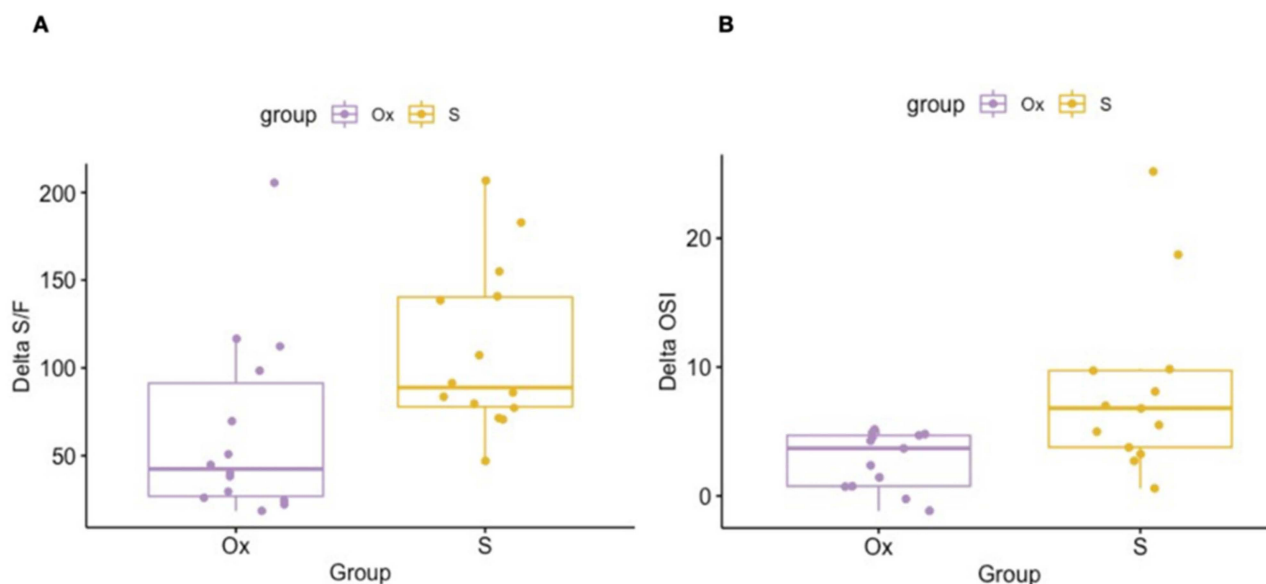 A
group Ox S
Delta S/F
200
150
100
50
Ox S
Group
B
group Ox S
Delta OSI
20
10
0
Ox S
Group